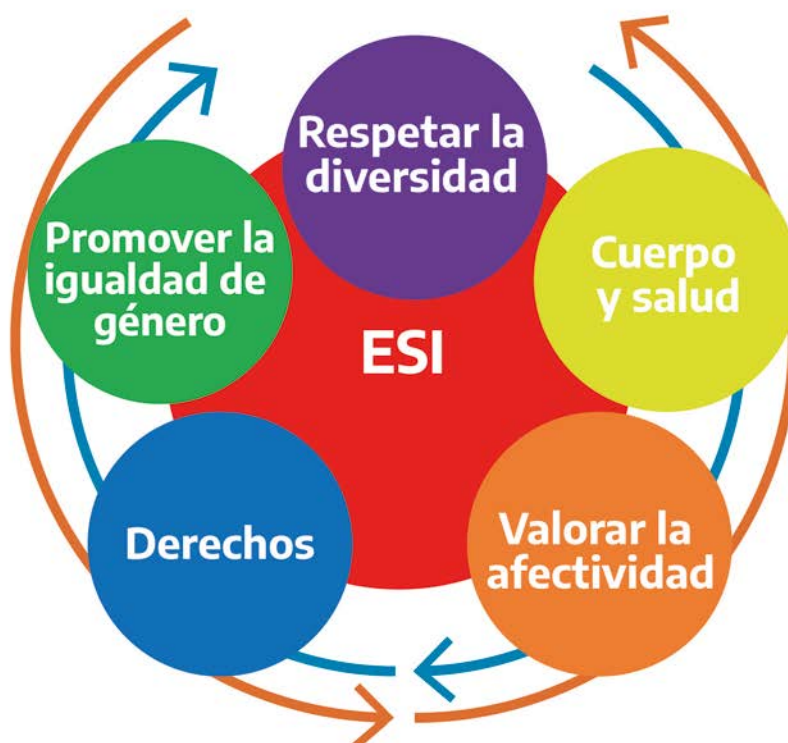 Respetar la
diversidad
Promover la
igualdad de
género
Cuerpo
y salud
ESI
Derechos
Valorar la
afectividad